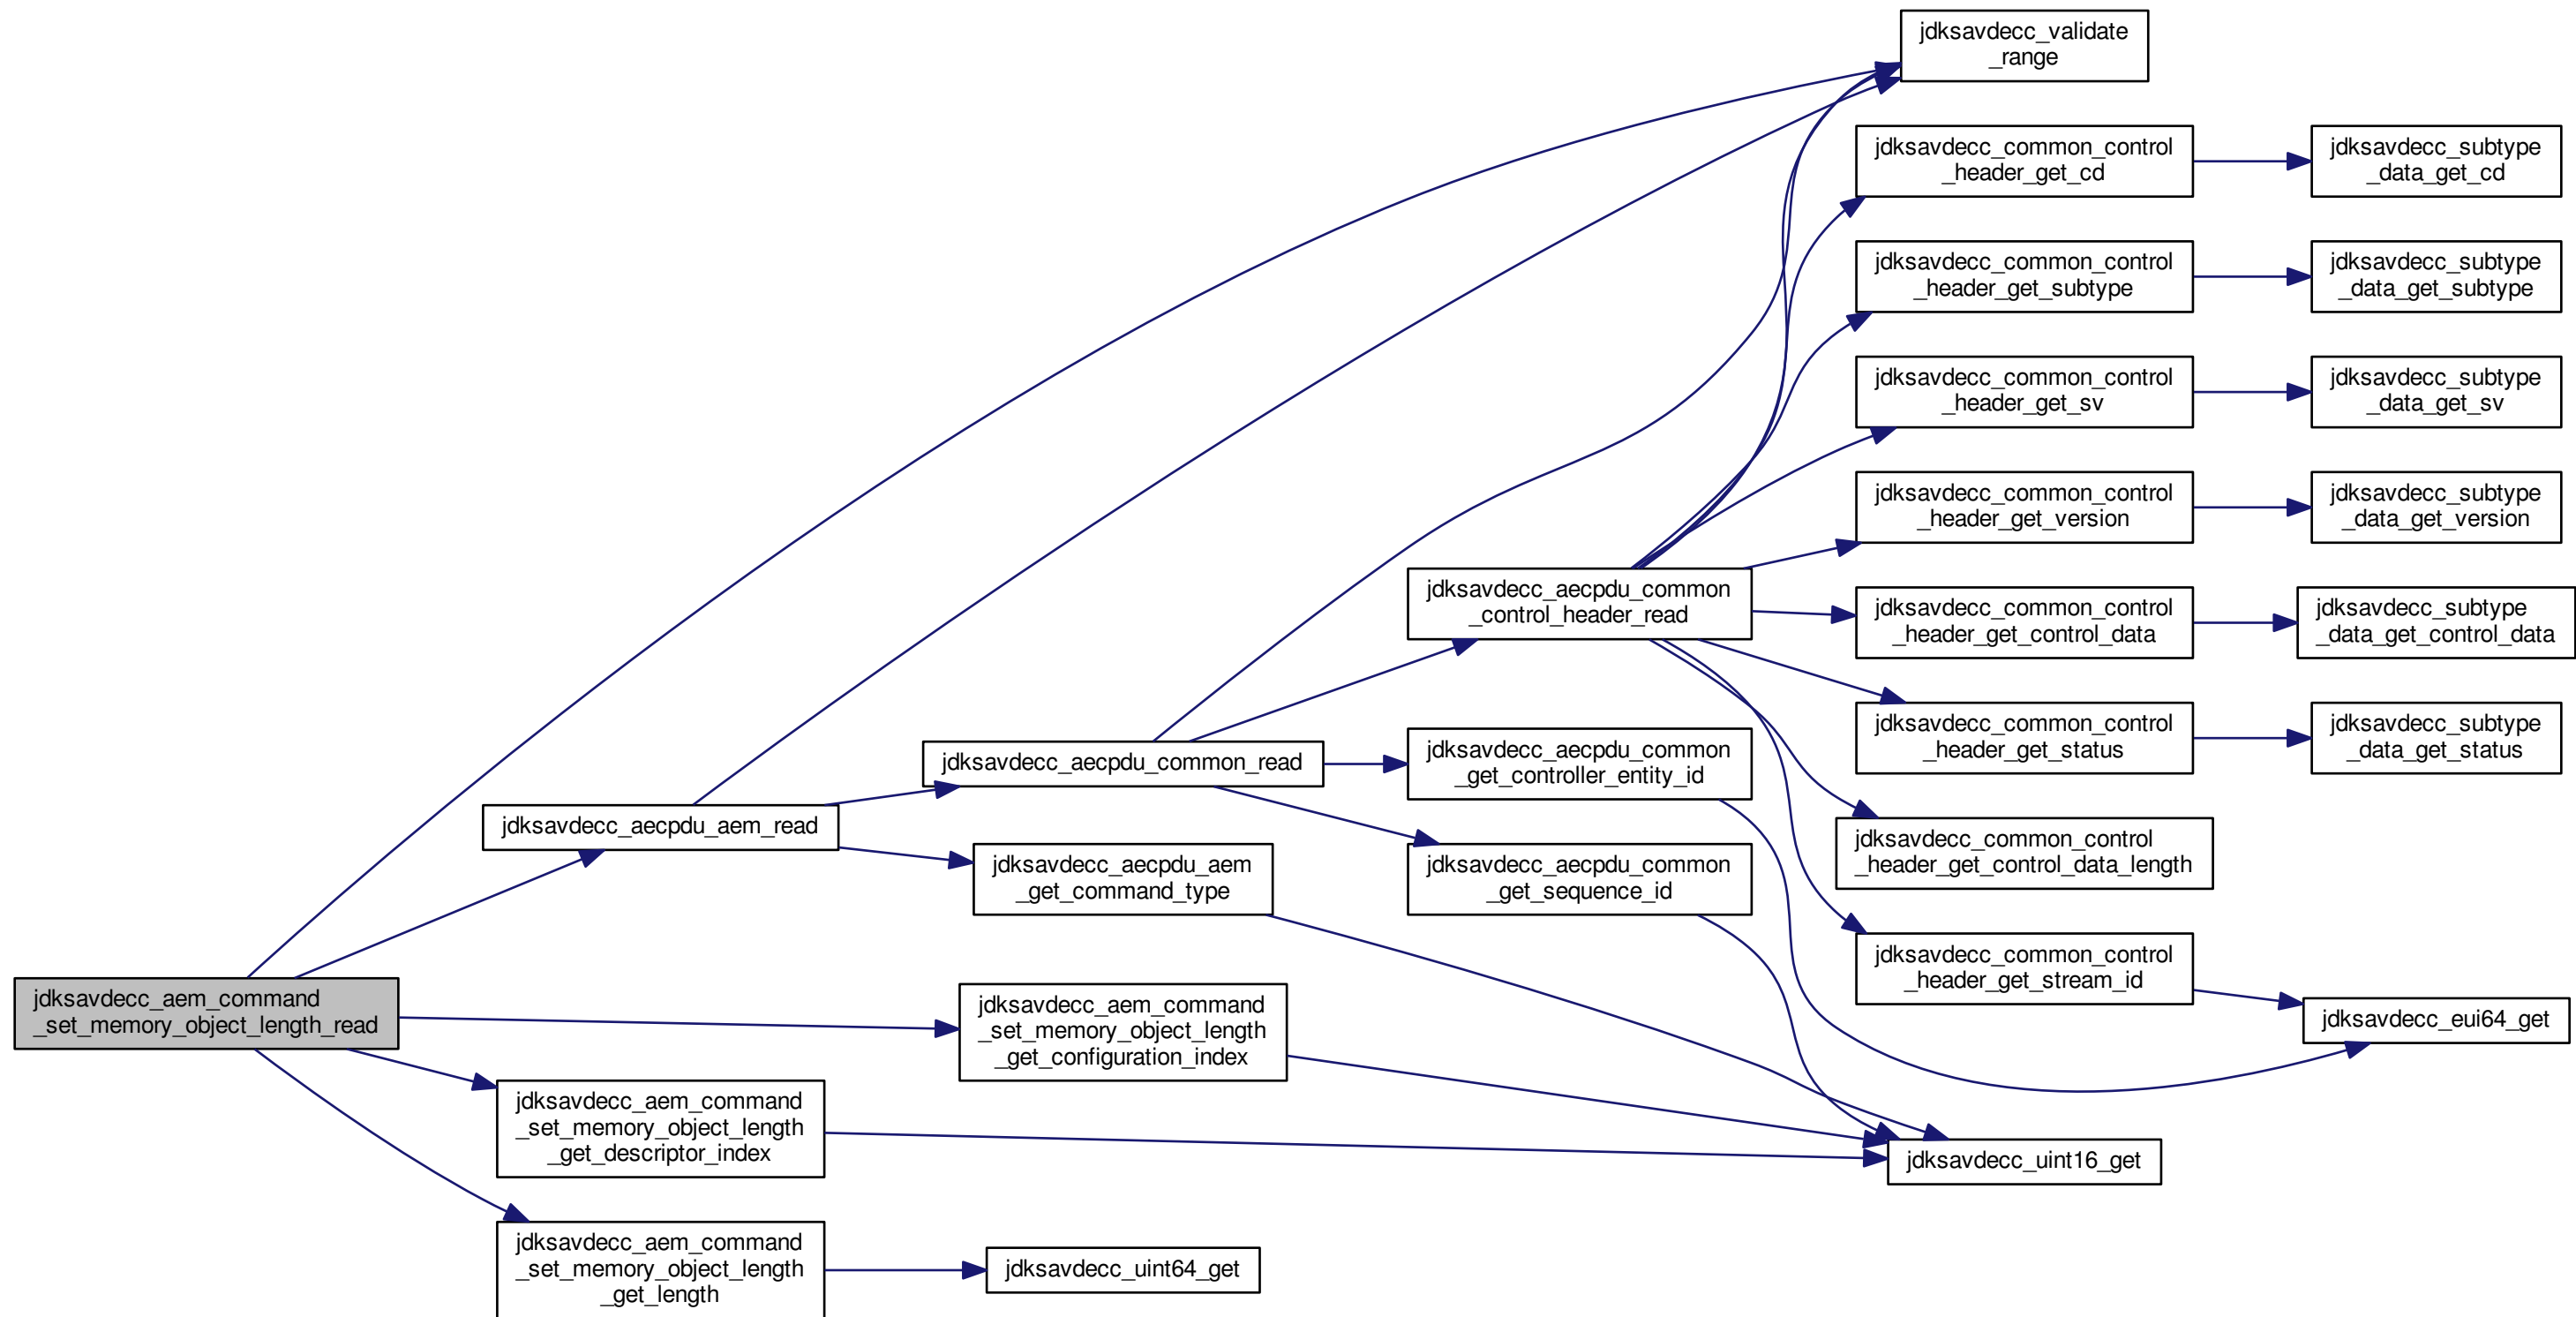 jdksavdecc_validate
_range
jdksavdecc_common_control
_header_get_cd
jdksavdecc_subtype
_data_get_cd
jdksavdecc_common_control
_header_get_subtype
jdksavdecc_subtype
_data_get_subtype
jdksavdecc_common_control
_header_get_sv
jdksavdecc_subtype
_data_get_sv
jdksavdecc_common_control
_header_get_version
jdksavdecc_subtype
_data_get_version
jdksavdecc_aecpdu_common
_control_header_read
jdksavdecc_common_control
_header_get_control_data
jdksavdecc_subtype
_data_get_control_data
jdksavdecc_common_control
_header_get_status
jdksavdecc_subtype
_data_get_status
jdksavdecc_aecpdu_common_read
jdksavdecc_aecpdu_common
_get_controller_entity_id
jdksavdecc_aecpdu_aem_read
jdksavdecc_common_control
_header_get_control_data_length
jdksavdecc_aecpdu_aem
_get_command_type
jdksavdecc_aecpdu_common
_get_sequence_id
jdksavdecc_common_control
_header_get_stream_id
jdksavdecc_aem_command
_set_memory_object_length_read
jdksavdecc_aem_command
_set_memory_object_length
_get_configuration_index
jdksavdecc_eui64_get
jdksavdecc_aem_command
_set_memory_object_length
_get_descriptor_index
jdksavdecc_uint16_get
jdksavdecc_aem_command
_set_memory_object_length
_get_length
jdksavdecc_uint64_get